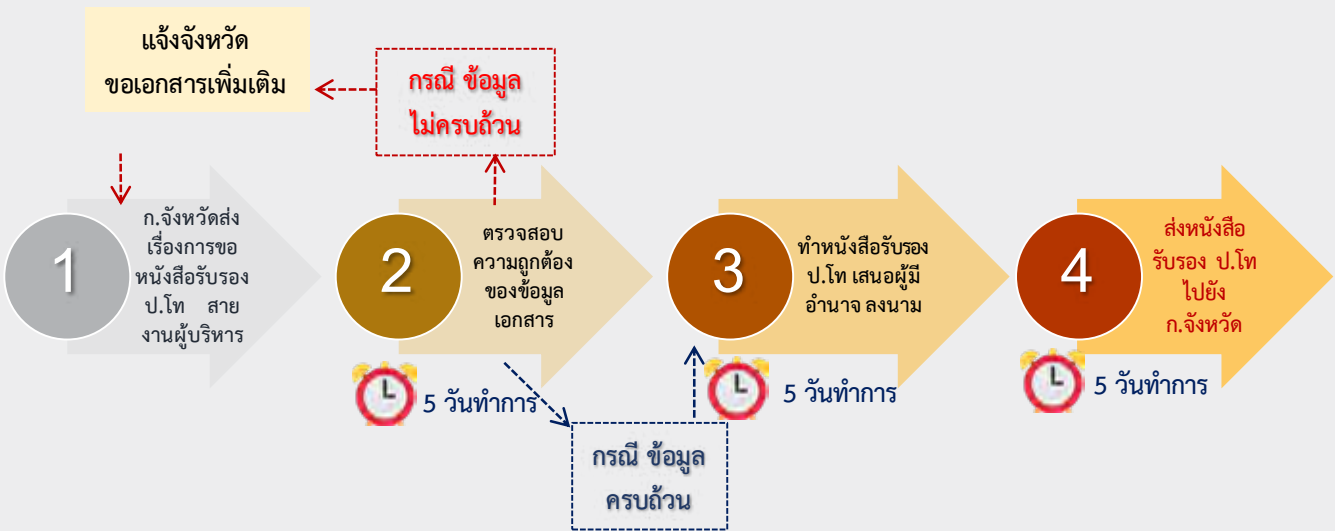 แจ้งจังหวัด
ขอเอกสารเพิ่มเติม
กรณี ข้อมูล
ไม่ครบถ้วน
1
ก.จังหวัดส่ง
เรื่องการขอ
หนังสือรับรอง
ป.โท สาย
งานผู้บริหาร
2
ตรวจสอบ
ความถูกต้อง
ของข้อมูล
เอกสาร
5 วันทำการ
3
ทำหนังสือรับรอง
ป.โท เสนอผู้มี
อำนาจ ลงนาม
5 วันทำการ
4
ส่งหนังสือ
รับรอง ป.โท
ไปยัง
ก.จังหวัด
5 วันทำการ
กรณี ข้อมูล
ครบถ้วน